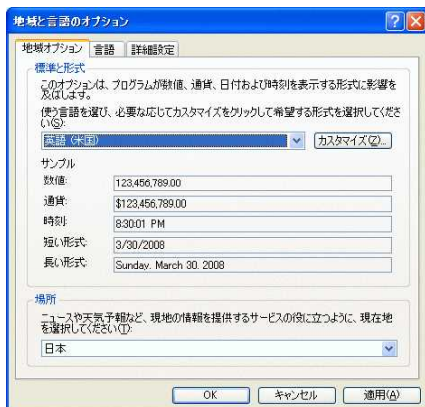 地域と言語のオプション
地域オプション 言語 詳細設定
標準と形式
このオプションは、プログラムが数値、通貨、日付および時刻を表示する形式に影響を
及ぼします。
使う言語を選び、必要な応じてカスタマイズをクリックして希望する形式を選択してくださ
い(S):
英語 (米国)
カスタマイズ(Z)...
サンプル
数値: 123,456,789.00
通貨: $123,456,789.00
時刻: 8:30:01 PM
短い形式: 3/30/2008
長い形式: Sunday, March 30, 2008
場所
ニュースや天気予報など、現地の情報を提供するサービスの役に立つように、現在地
を選択してください(T):
日本
OK キャンセル 適用(A)